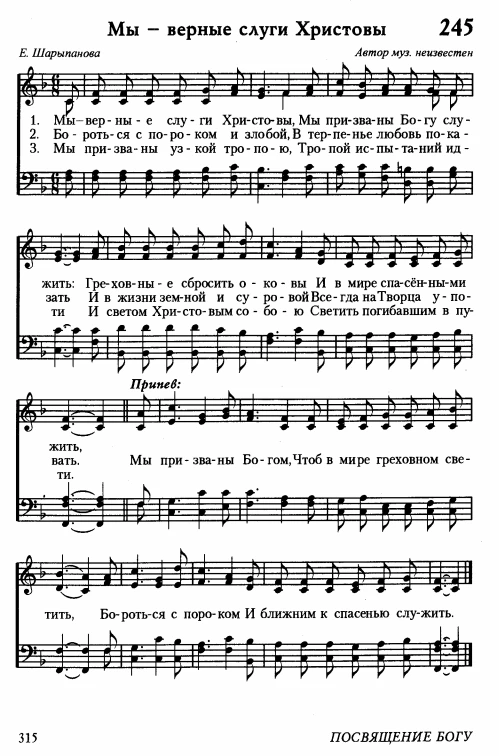 Мы – верные слуги Христовы 245
Е. Шарыпанова Автор муз. неизвестен
1. Мы–вер-ны-е слу-ги Хри-сто-вы, Мы при-зва-ны Бо-гу слу-
2. Бо-роть-ся с по-ро-ком и злобой, В тер-пе-нье любовь по-ка-
3. Мы при-зва-ны уз-кой тро-по-ю, Тро-пой ис-пы-та-ний ид-
жить: Гре-хов-ны-е сбросить о-ко-вы И в мире спа-сён-ны-ми
зать И в жизни зем-ной и су-ро-вой Все-гда на Творца у-по-
ти И светом Хри-сто-вым со-бо-ю Светить погибавшим в пу-
Припев:
жить,
вать. Мы при-зва-ны Бо-гом, Чтоб в мире греховном све-
ти.
тить, Бо-роть-ся с поро-ком И ближним к спасенью слу-жить.
315 ПОСВЯЩЕНИЕ БОГУ